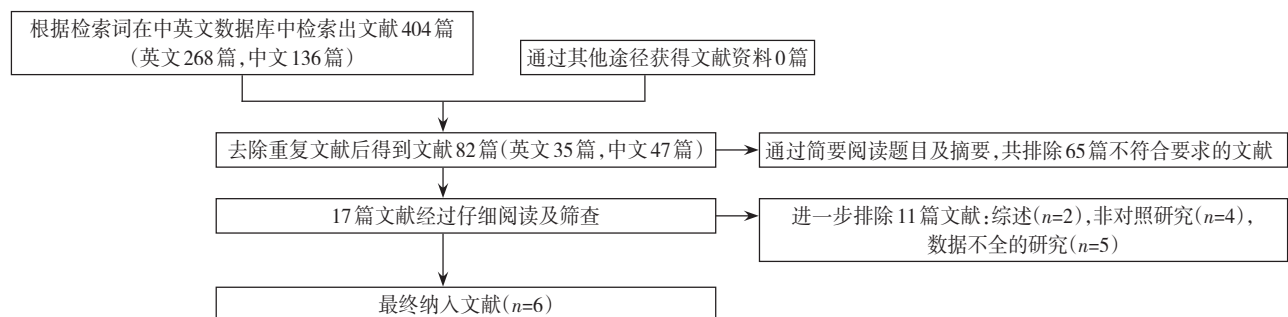 根据检索词在中英文数据库中检索出文献404篇
(英文268篇,中文136篇)
通过其他途径获得文献资料0篇
去除重复文献后得到文献82篇(英文35篇,中文47篇)
通过简要阅读题目及摘要,共排除65篇不符合要求的文献
17篇文献经过仔细阅读及筛查
进一步排除11篇文献:综述(n=2),非对照研究(n=4),
数据不全的研究(n=5)
最终纳入文献(n=6)